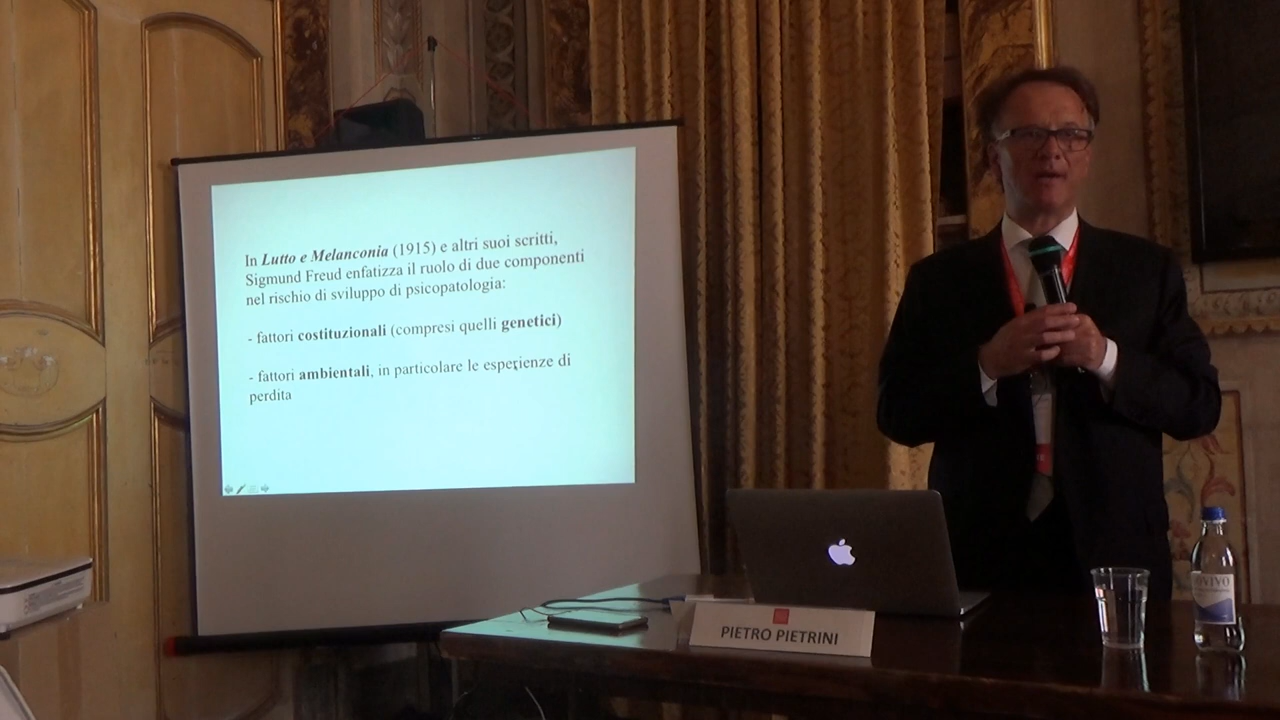 In Lutto e Melanconia (1915) e altri suoi scritti,
Sigmund Freud enfatizza il ruolo di due componenti
nel rischio di sviluppo di psicopatologia:
- fattori costituzionali (compresi quelli genetici)
- fattori ambientali, in particolare le esperienze di
perdita
PIETRO PIETRINI